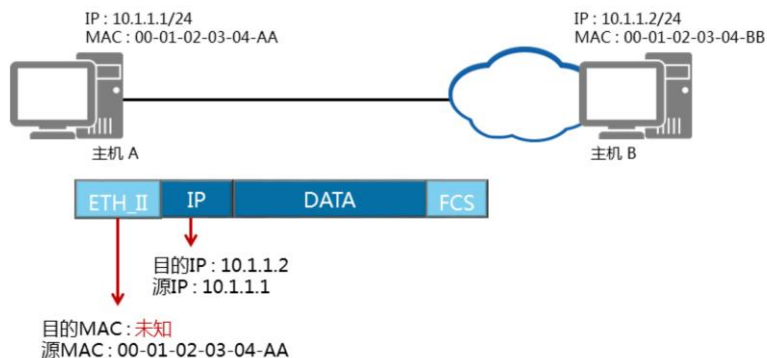 IP : 10.1.1.1/24
MAC : 00-01-02-03-04-AA
IP : 10.1.1.2/24
MAC : 00-01-02-03-04-BB
主机 A
主机 B
ETH_II IP DATA FCS
目的IP : 10.1.1.2
源IP : 10.1.1.1
目的MAC : 未知
源MAC : 00-01-02-03-04-AA